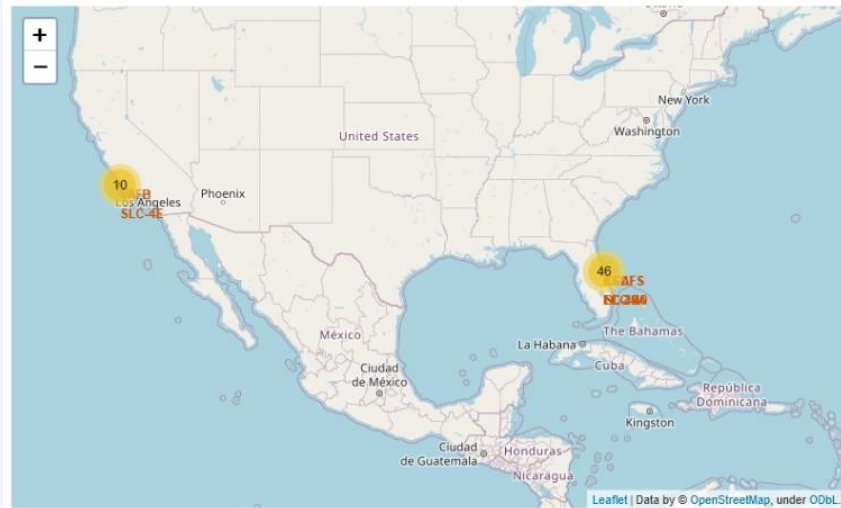 +
−
Ottawa
New York
Washington
United States
10
Los Angeles
SLC-4E
Phoenix
46
The Bahamas
La Habana
Cuba
México
Ciudad
de México
República
Dominicana
Kingston
Ciudad
de Guatemala
Honduras
Nicaragua
Leaflet | Data by © OpenStreetMap, under ODbL.